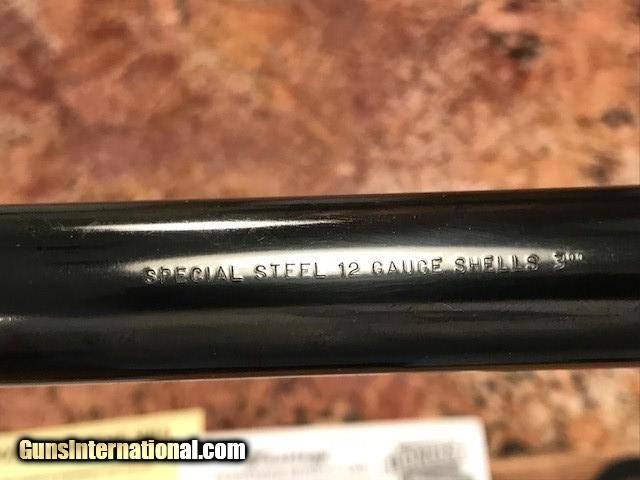 SPECIAL STEEL 12 GAUGE SHELLS 3"
GunsInternational.com